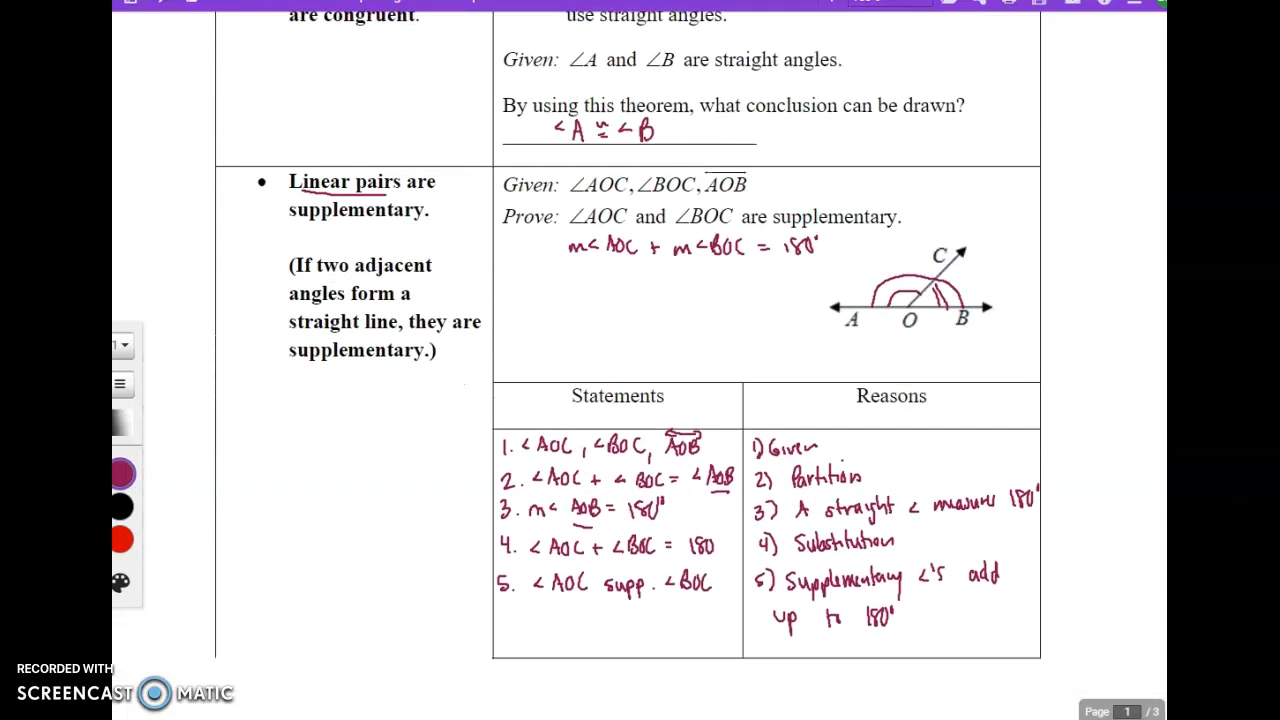 are congruent.
use straight angles.
Given: ∠A and ∠B are straight angles.
By using this theorem, what conclusion can be drawn?
∠A ≅ ∠B
• Linear pairs are
supplementary.
(If two adjacent
angles form a
straight line, they are
supplementary.)
Given: ∠AOC, ∠BOC, AOB
Prove: ∠AOC and ∠BOC are supplementary.
m∠AOC + m∠BOC = 180°
C
A O B
Statements
Reasons
1. ∠AOC, ∠BOC, AOB
2. ∠AOC + ∠BOC = ∠AOB
3. m∠AOB = 180°
4. ∠AOC + ∠BOC = 180
5. ∠AOC supp. ∠BOC
1) Given
2) Partition
3) A straight ∠ measures 180°
4) Substitution
5) Supplementary ∠'s add
up to 180°
1
RECORDED WITH
SCREENCAST MATIC
Page 1 / 3